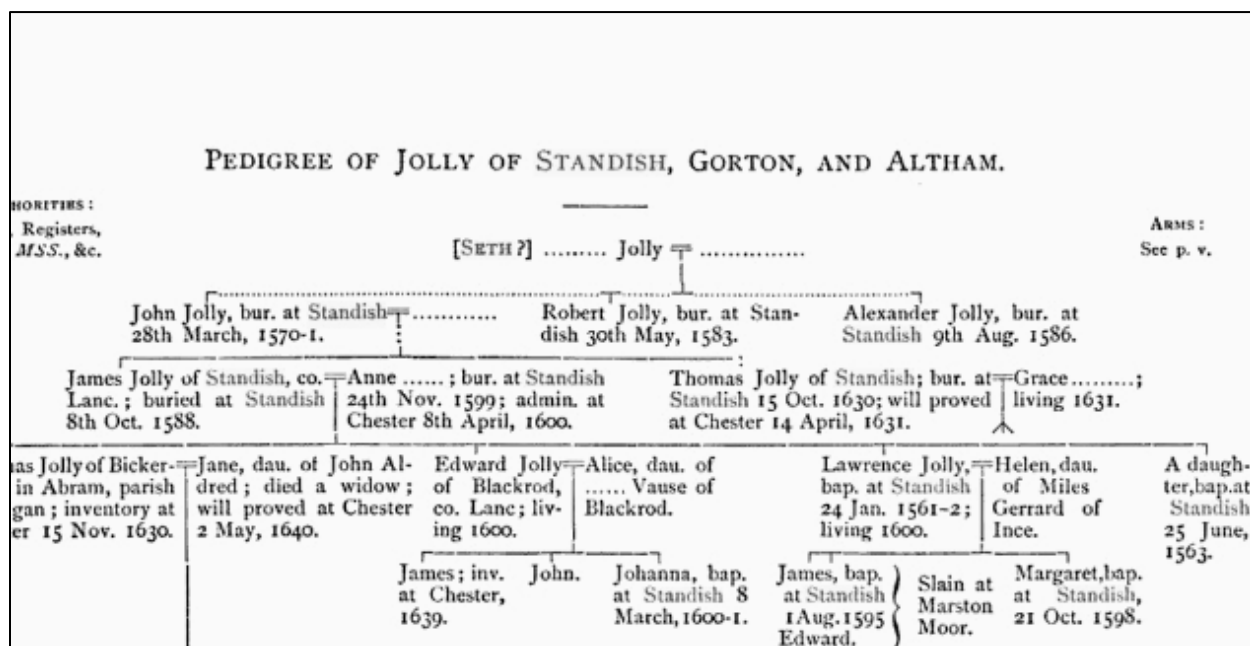 PEDIGREE OF JOLLY OF STANDISH, GORTON, AND ALTHAM.
HORITIES :
Registers,
MSS., &c.
ARMS :
See p. v.
[SETH ?] ......... Jolly ...............
John Jolly, bur. at Standish ............
28th March, 1570-1.
Robert Jolly, bur. at Stan-
dish 30th May, 1583.
Alexander Jolly, bur. at
Standish 9th Aug. 1586.
James Jolly of Standish, co.
Lanc. ; buried at Standish
8th Oct. 1588.
Anne ...... ; bur. at Standish
24th Nov. 1599; admin. at
Chester 8th April, 1600.
Thomas Jolly of Standish; bur. at
Standish 15 Oct. 1630; will proved
at Chester 14 April, 1631.
Grace ......... ;
living 1631.
as Jolly of Bicker-
in Abram, parish
gan ; inventory at
er 15 Nov. 1630.
Jane, dau. of John Al-
dred ; died a widow ;
will proved at Chester
2 May, 1640.
Edward Jolly
of Blackrod,
co. Lanc; liv-
ing 1600.
Alice, dau. of
...... Vause of
Blackrod.
Lawrence Jolly,
bap. at Standish
24 Jan. 1561-2;
living 1600.
Helen, dau.
of Miles
Gerrard of
Ince.
A daugh-
ter, bap. at
Standish
25 June,
1563.
James; inv.
at Chester,
1639.
John.
Johanna, bap.
at Standish 8
March, 1600-1.
James, bap.
at Standish
1 Aug. 1595
Edward.
Slain at
Marston
Moor.
Margaret, bap.
at Standish,
21 Oct. 1598.